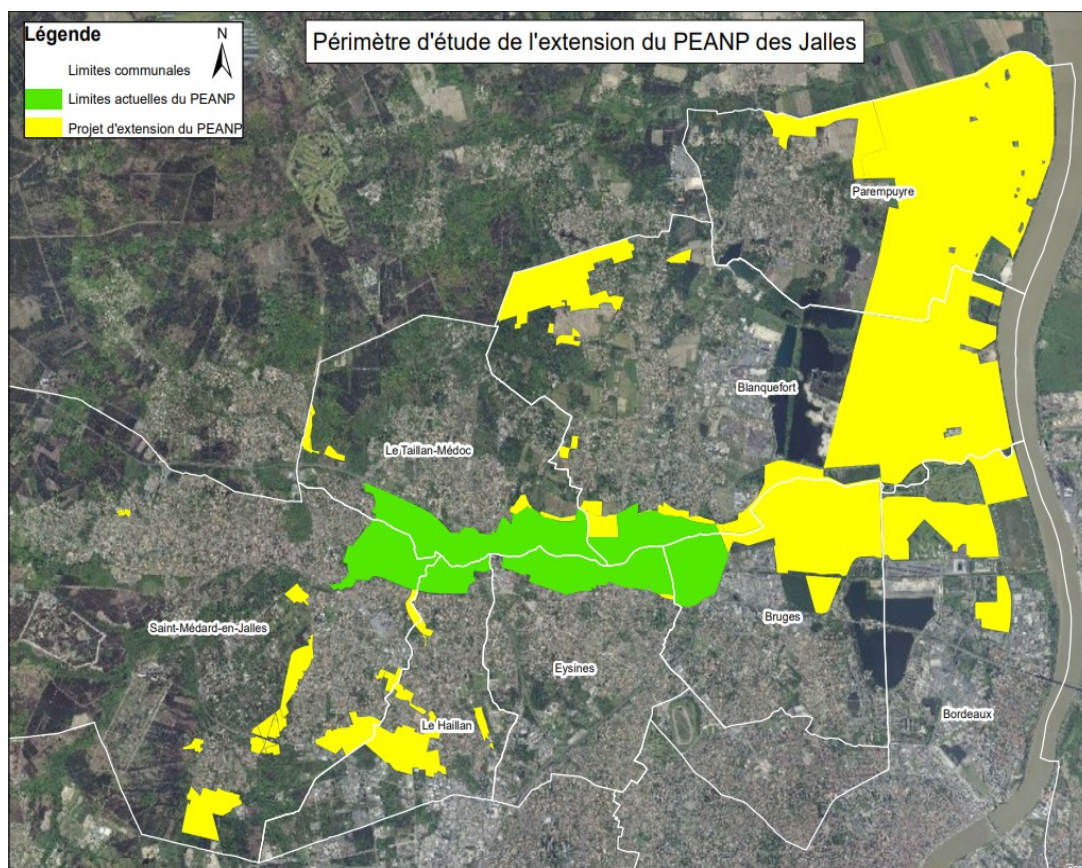 Légende
N
Limites communales
Limites actuelles du PEANP
Projet d'extension du PEANP
Périmètre d'étude de l'extension du PEANP des Jalles
Parempuyre
Blanquefort
Le Taillan-Médoc
Saint-Médard-en-Jalles
Bruges
Eysines
Le Haillan
Bordeaux